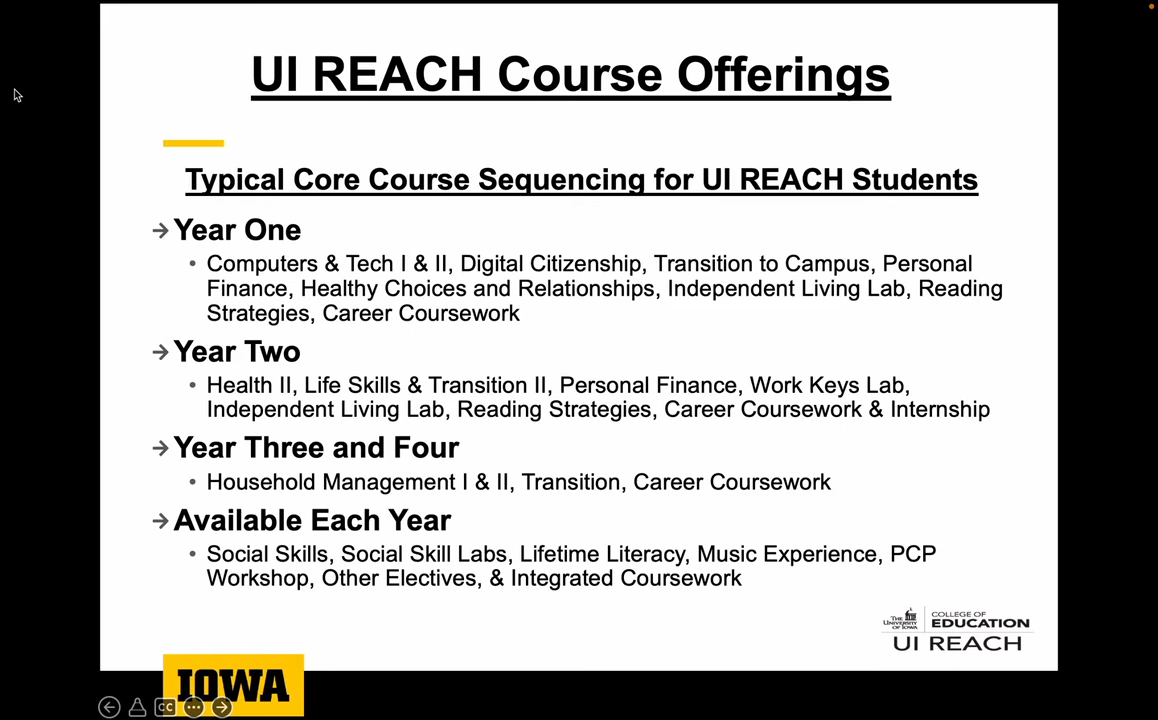 UI REACH Course Offerings
Typical Core Course Sequencing for UI REACH Students
→Year One
• Computers & Tech I & II, Digital Citizenship, Transition to Campus, Personal
Finance, Healthy Choices and Relationships, Independent Living Lab, Reading
Strategies, Career Coursework
→Year Two
• Health II, Life Skills & Transition II, Personal Finance, Work Keys Lab,
Independent Living Lab, Reading Strategies, Career Coursework & Internship
→Year Three and Four
• Household Management I & II, Transition, Career Coursework
→Available Each Year
• Social Skills, Social Skill Labs, Lifetime Literacy, Music Experience, PCP
Workshop, Other Electives, & Integrated Coursework
THE
UNIVERSITY
OF IOWA
COLLEGE OF
EDUCATION
UI REACH
IOWA
CC